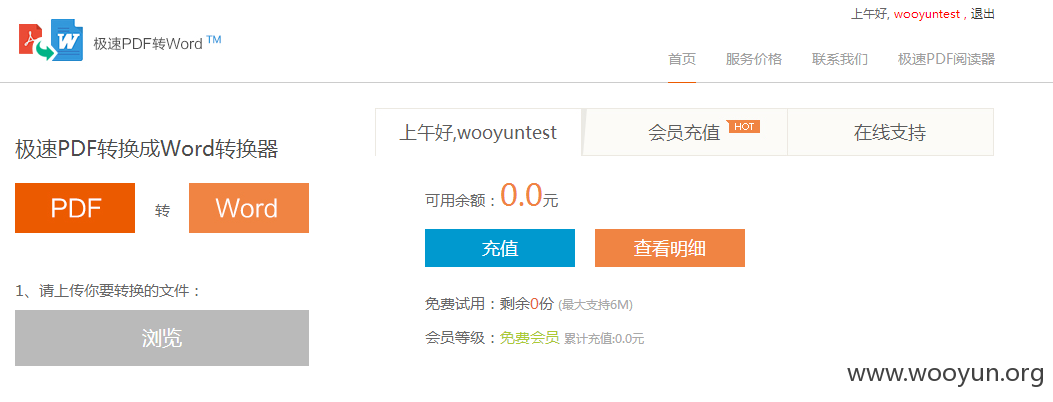 上午好, wooyuntest , 退出
W 极速PDF转Word TM
首页 服务价格 联系我们 极速PDF阅读器
上午好,wooyuntest 会员充值 HOT 在线支持
极速PDF转换成Word转换器
PDF 转 Word
可用余额：0.0元
充值 查看明细
1、请上传你要转换的文件：
浏览
免费试用：剩余0份 (最大支持6M)
会员等级：免费会员 累计充值:0.0元
www.wooyun.org